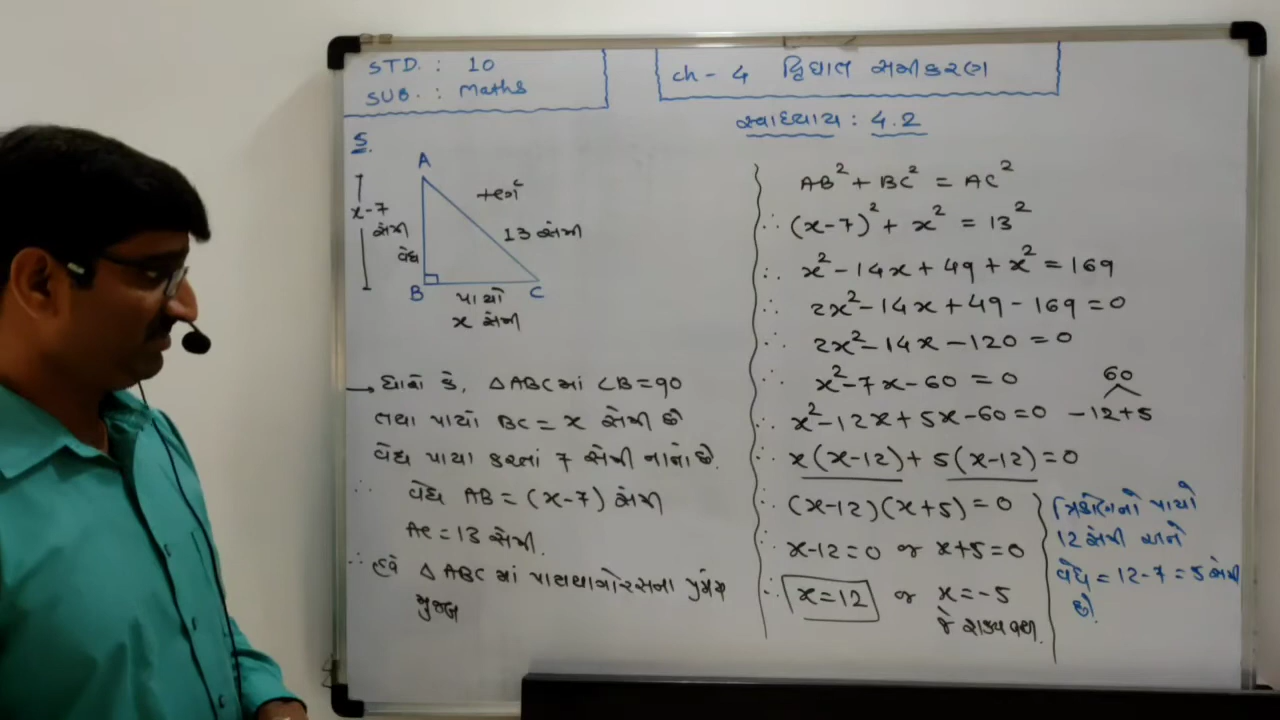 STD. : 10
SUB. : Maths
ch - 4 દ્વિઘાત સમીકરણ
સ્વાધ્યાય : 4.2
5.
A
x-7
સેમી
વેધ
કર્ણ
13 સેમી
B
C
પાયો
x સેમી
→ ધારો કે, △ABC માં ∠B = 90
તથા પાયો BC = x સેમી છે
વેધ પાયા કરતાં 7 સેમી નાનો છે.
∴ વેધ AB = (x-7) સેમી
AC = 13 સેમી.
∴ હવે △ABC માં પાયથાગોરસના પ્રમેય
મુજબ
AB² + BC² = AC²
∴ (x-7)² + x² = 13²
∴ x² - 14x + 49 + x² = 169
∴ 2x² - 14x + 49 - 169 = 0
∴ 2x² - 14x - 120 = 0
∴ x² - 7x - 60 = 0
60
∴ x² - 12x + 5x - 60 = 0
-12+5
∴ x(x-12) + 5(x-12) = 0
∴ (x-12)(x+5) = 0
∴ x-12 = 0 or x+5 = 0
∴ x = 12 or x = -5
જે શક્ય નથી.
ત્રિકોણનો પાયો
12 સેમી અને
વેધ = 12-7 = 5 સેમી
છે.